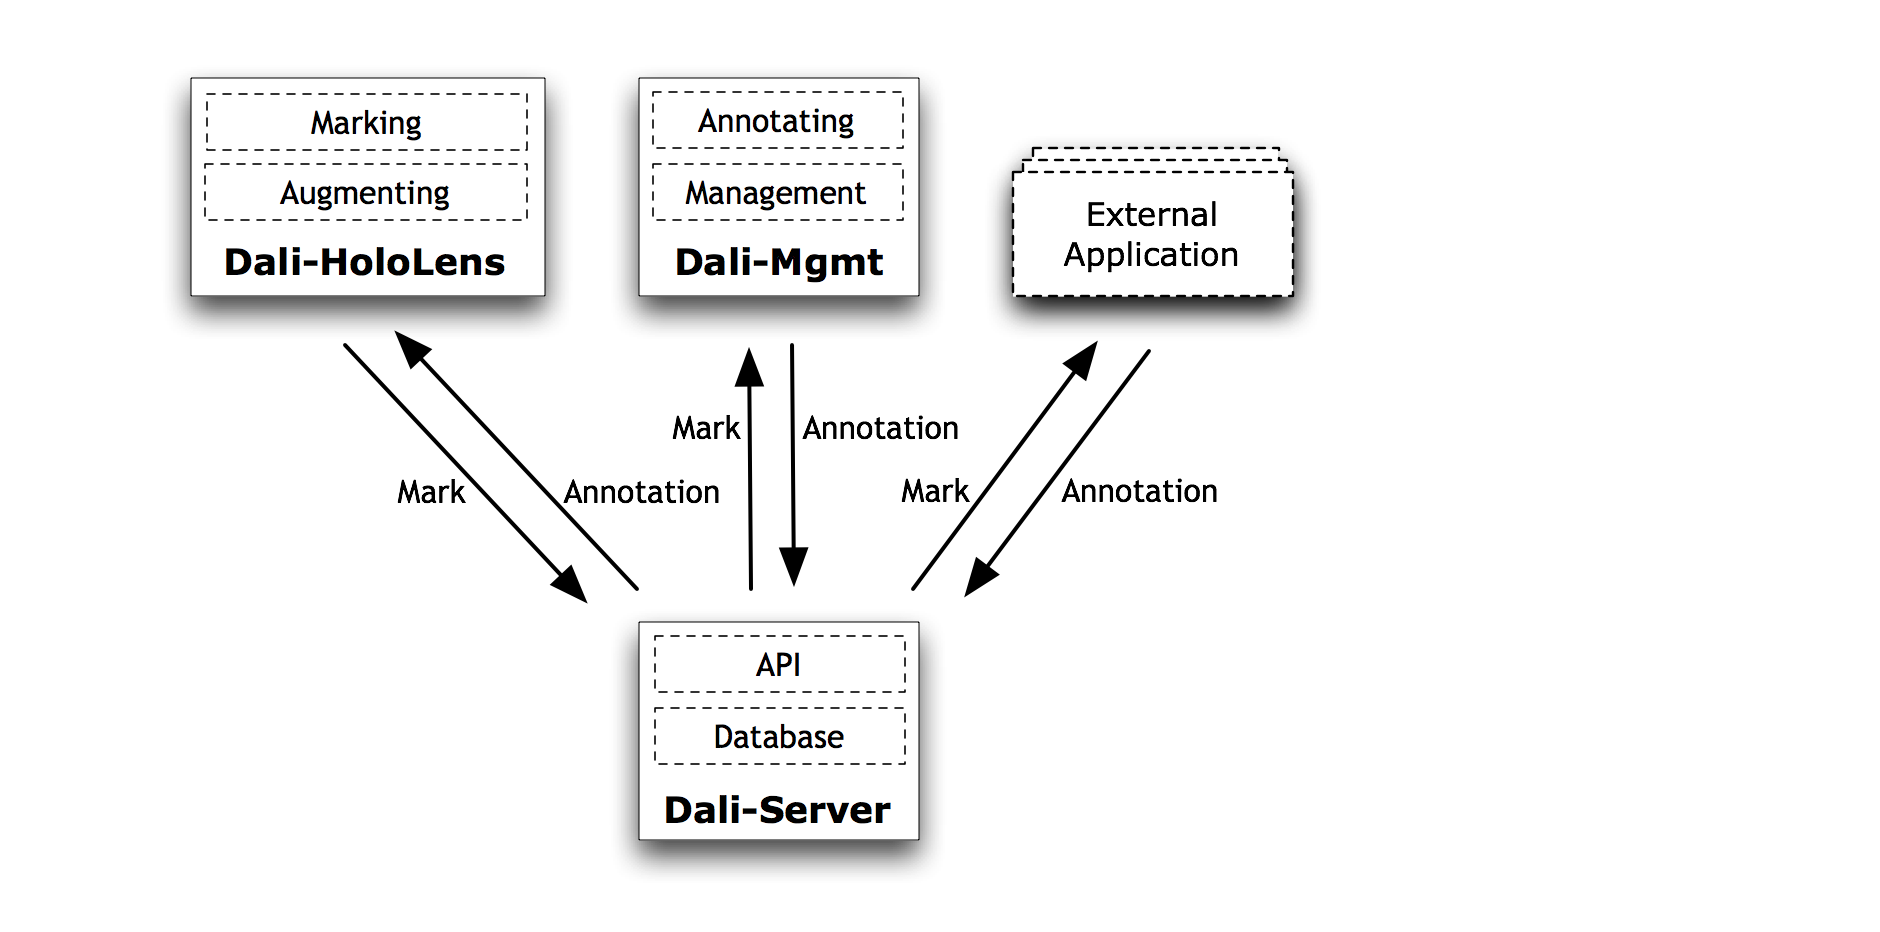 Marking
Augmenting
Dali-HoloLens
Annotating
Management
Dali-Mgmt
External
Application
Mark
Annotation
Mark
Annotation
Mark
Annotation
API
Database
Dali-Server